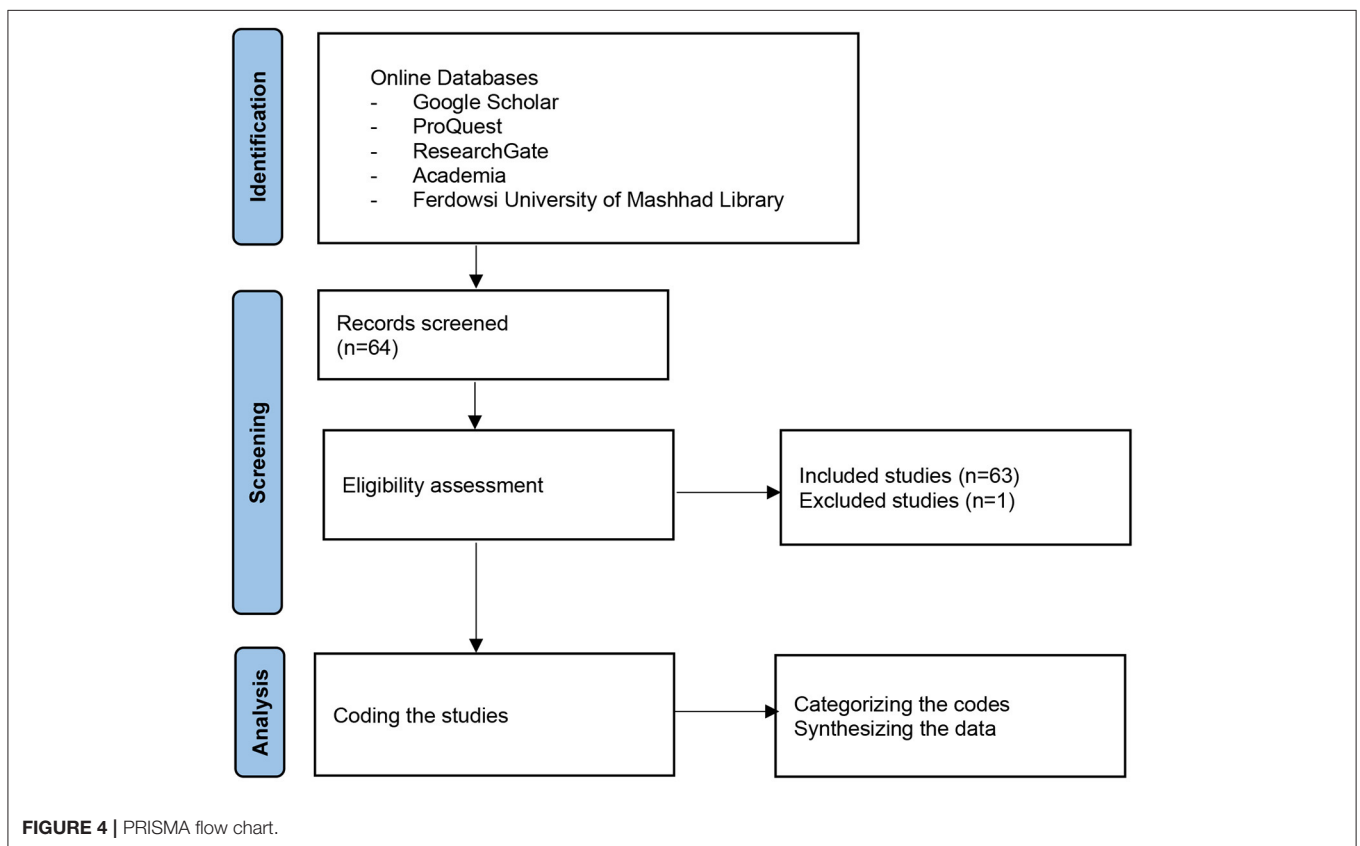 Identification
Online Databases
- Google Scholar
- ProQuest
- ResearchGate
- Academia
- Ferdowsi University of Mashhad Library
Screening
Records screened
(n=64)
Eligibility assessment
Included studies (n=63)
Excluded studies (n=1)
Analysis
Coding the studies
Categorizing the codes
Synthesizing the data
FIGURE 4 | PRISMA flow chart.